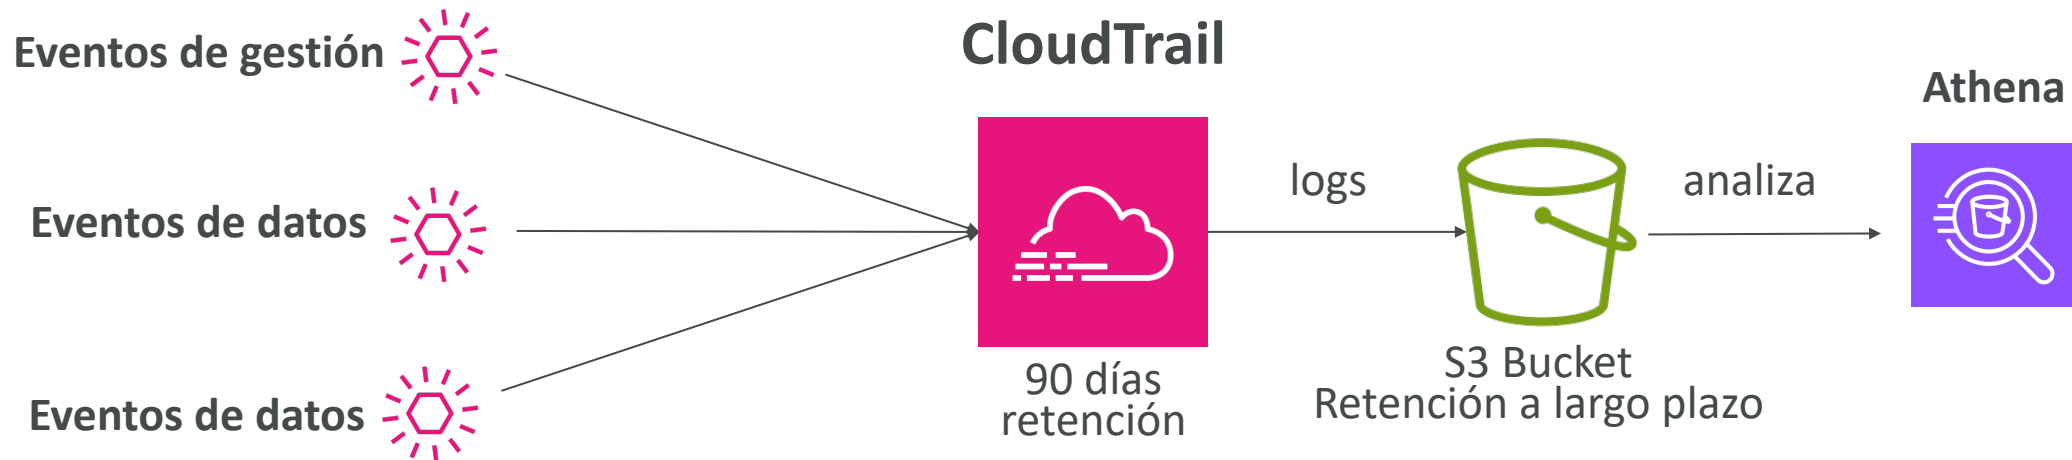 Eventos de gestión
CloudTrail
Athena
Eventos de datos
logs
analiza
Eventos de datos
90 días
retención
S3 Bucket
Retención a largo plazo